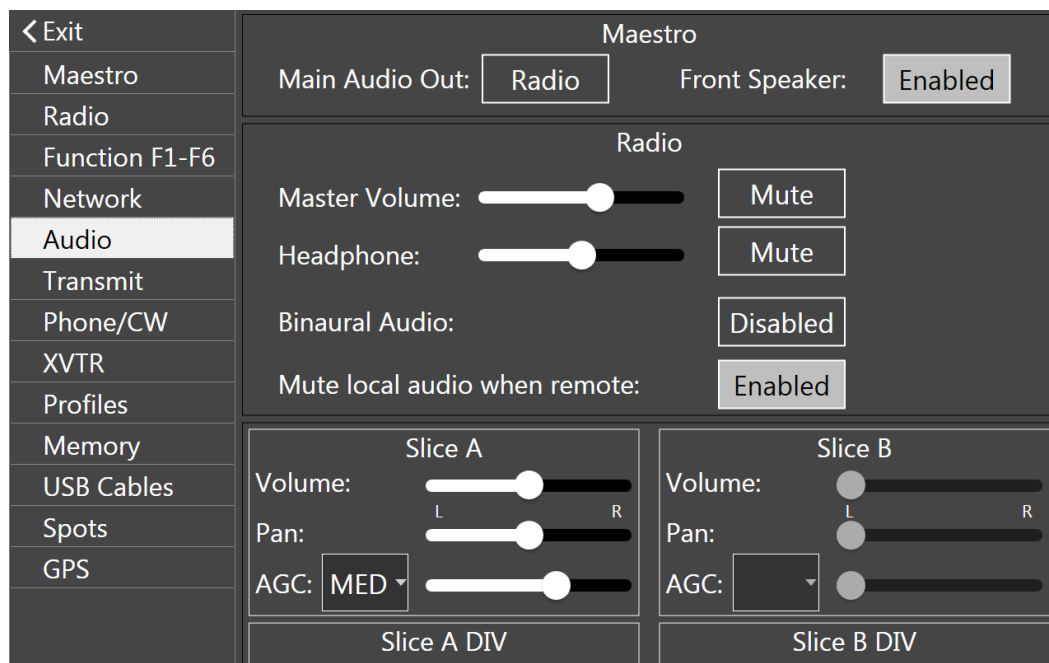 Exit
Maestro
Radio
Function F1-F6
Network
Audio
Transmit
Phone/CW
XVTR
Profiles
Memory
USB Cables
Spots
GPS
Maestro
Main Audio Out: Radio Front Speaker: Enabled
Radio
Master Volume: Mute
Headphone: Mute
Binaural Audio: Disabled
Mute local audio when remote: Enabled
Slice A
Volume:
L R
Pan:
AGC: MED
Slice B
Volume:
L R
Pan:
AGC:
Slice A DIV
Slice B DIV